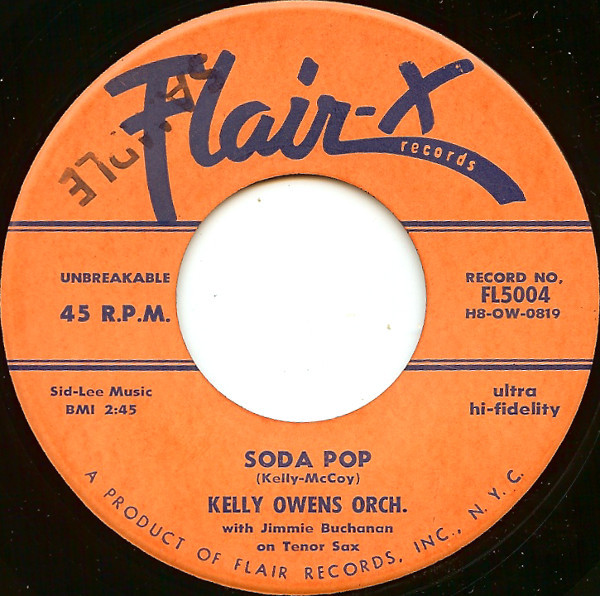 Flair-X
records
SAMPLE
UNBREAKABLE
45 R.P.M.
RECORD NO.
FL5004
H8-OW-0819
Sid-Lee Music
BMI 2:45
ultra
hi-fidelity
SODA POP
(Kelly-McCoy)
KELLY OWENS ORCH.
with Jimmie Buchanan
on Tenor Sax
A PRODUCT OF FLAIR RECORDS, INC., N.Y.C.